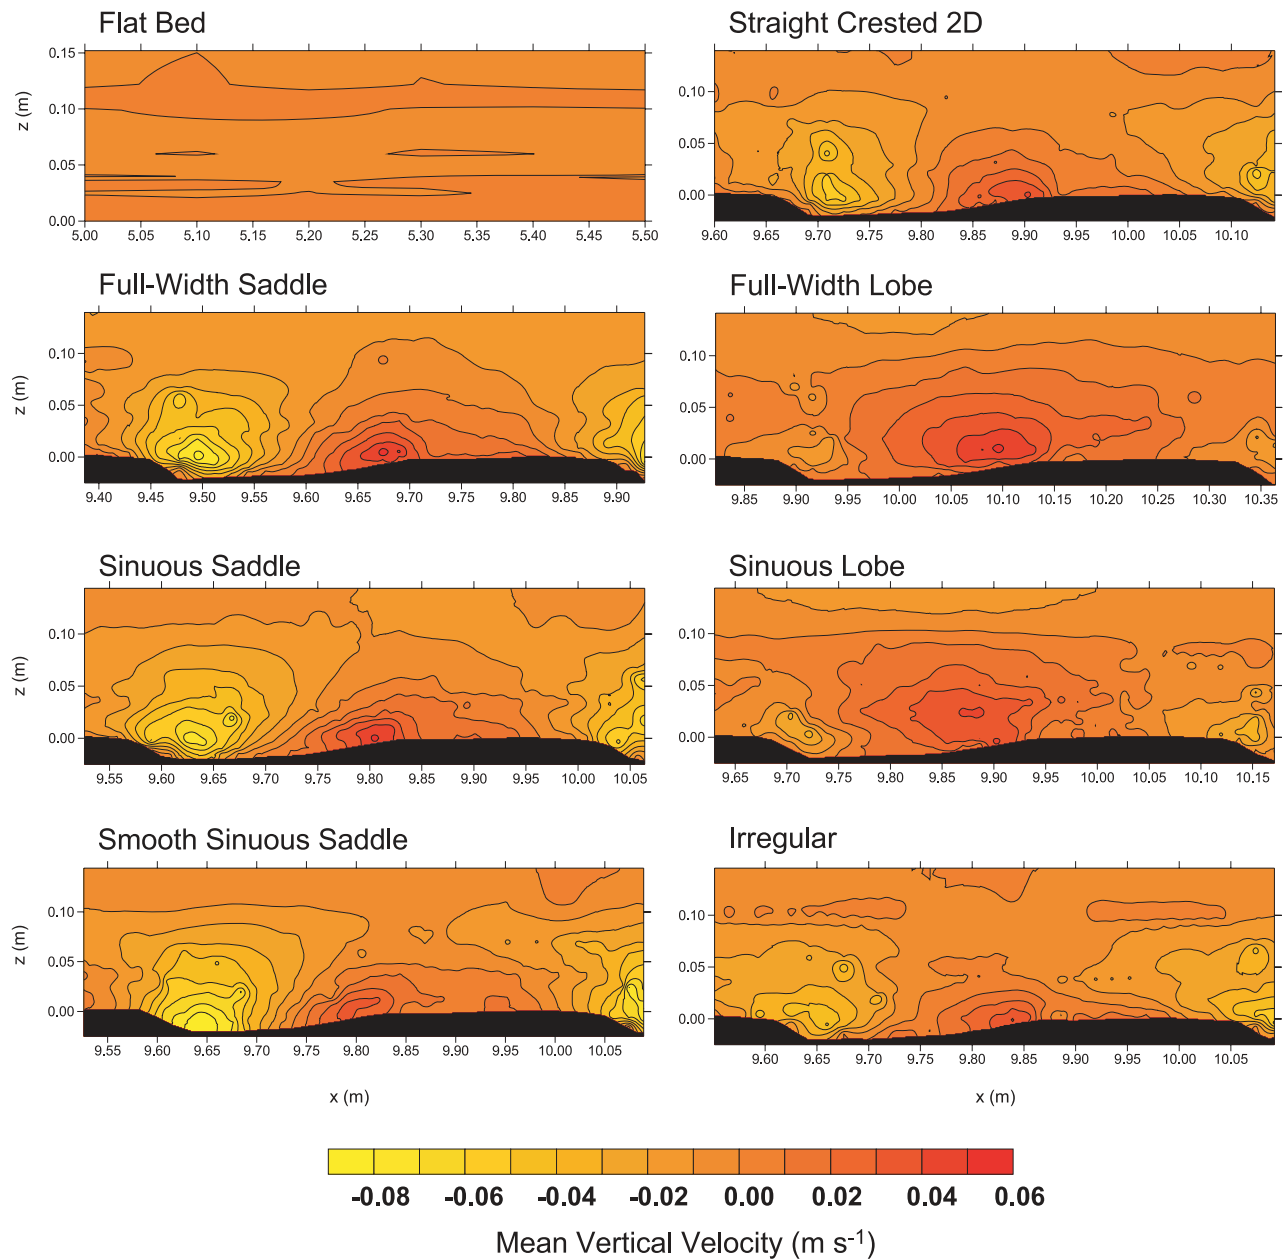 Flat Bed
Straight Crested 2D
0.15
0.10
0.05
0.00
z (m)
5.00 5.05 5.10 5.15 5.20 5.25 5.30 5.35 5.40 5.45 5.50
0.10
0.05
0.00
9.60 9.65 9.70 9.75 9.80 9.85 9.90 9.95 10.00 10.05 10.10
Full-Width Saddle
Full-Width Lobe
0.10
0.05
0.00
z (m)
9.40 9.45 9.50 9.55 9.60 9.65 9.70 9.75 9.80 9.85 9.90
0.10
0.05
0.00
9.85 9.90 9.95 10.00 10.05 10.10 10.15 10.20 10.25 10.30 10.35
Sinuous Saddle
Sinuous Lobe
0.10
0.05
0.00
z (m)
9.55 9.60 9.65 9.70 9.75 9.80 9.85 9.90 9.95 10.00 10.05
0.10
0.05
0.00
9.65 9.70 9.75 9.80 9.85 9.90 9.95 10.00 10.05 10.10 10.15
Smooth Sinuous Saddle
Irregular
0.10
0.05
0.00
z (m)
9.55 9.60 9.65 9.70 9.75 9.80 9.85 9.90 9.95 10.00 10.05
0.10
0.05
0.00
9.60 9.65 9.70 9.75 9.80 9.85 9.90 9.95 10.00 10.05
x (m)
x (m)
-0.08 -0.06 -0.04 -0.02 0.00 0.02 0.04 0.06
Mean Vertical Velocity (m s⁻¹)